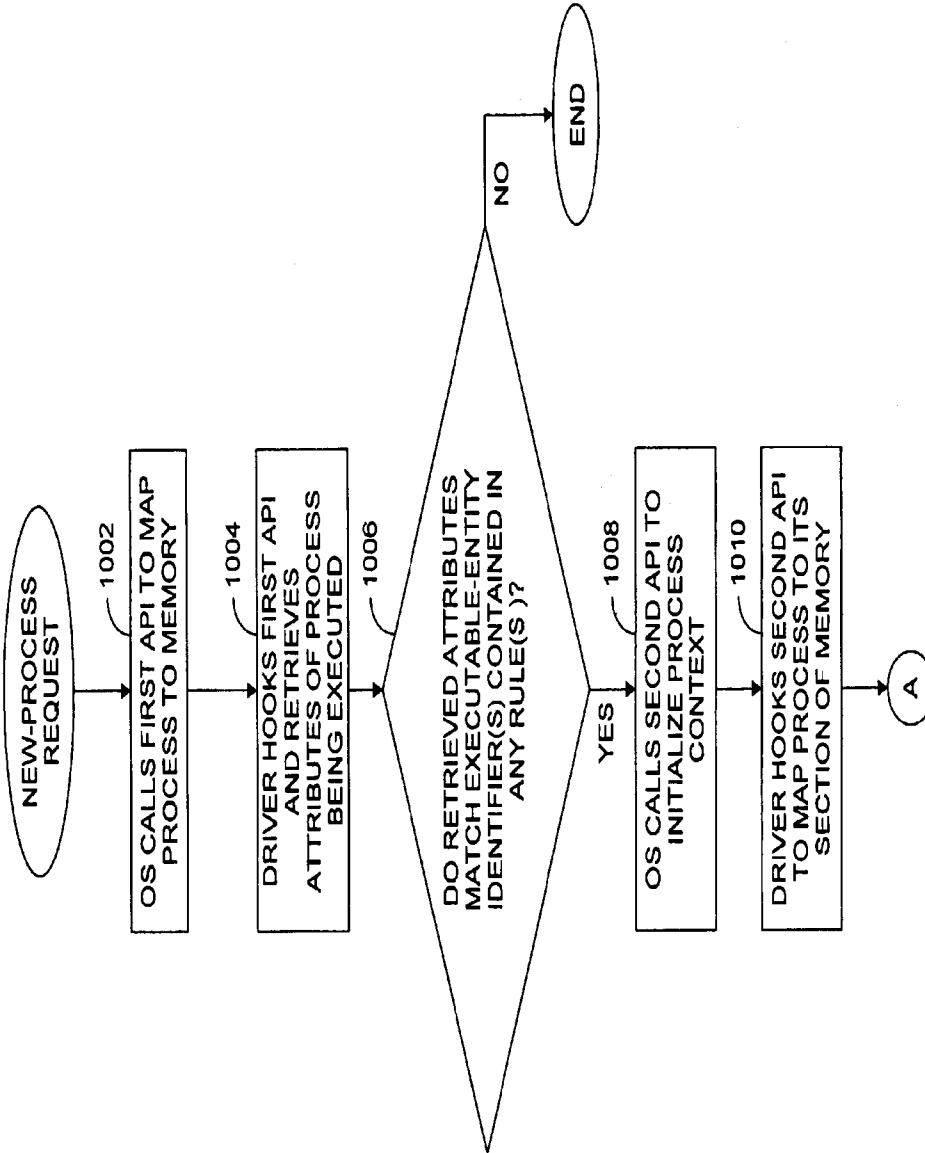 NEW-PROCESS
REQUEST
1002
OS CALLS FIRST API TO MAP
PROCESS TO MEMORY
1004
DRIVER HOOKS FIRST API
AND RETRIEVES
ATTRIBUTES OF PROCESS
BEING EXECUTED
1006
DO RETRIEVED ATTRIBUTES
MATCH EXECUTABLE-ENTITY
IDENTIFIER(S) CONTAINED IN
ANY RULE(S )?
NO
END
YES
1008
OS CALLS SECOND API TO
INITIALIZE PROCESS
CONTEXT
1010
DRIVER HOOKS SECOND API
TO MAP PROCESS TO ITS
SECTION OF MEMORY
A